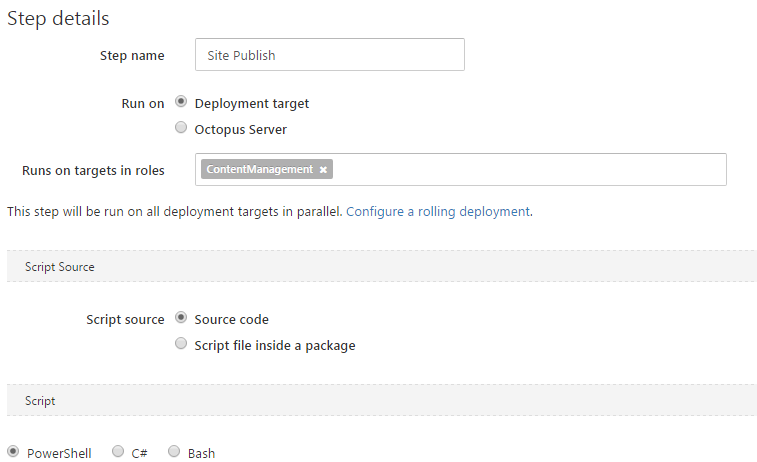 Step details
Step name Site Publish
Run on Deployment target
Octopus Server
Runs on targets in roles ContentManagement ×
This step will be run on all deployment targets in parallel. Configure a rolling deployment.
Script Source
Script source Source code
Script file inside a package
Script
PowerShell C# Bash